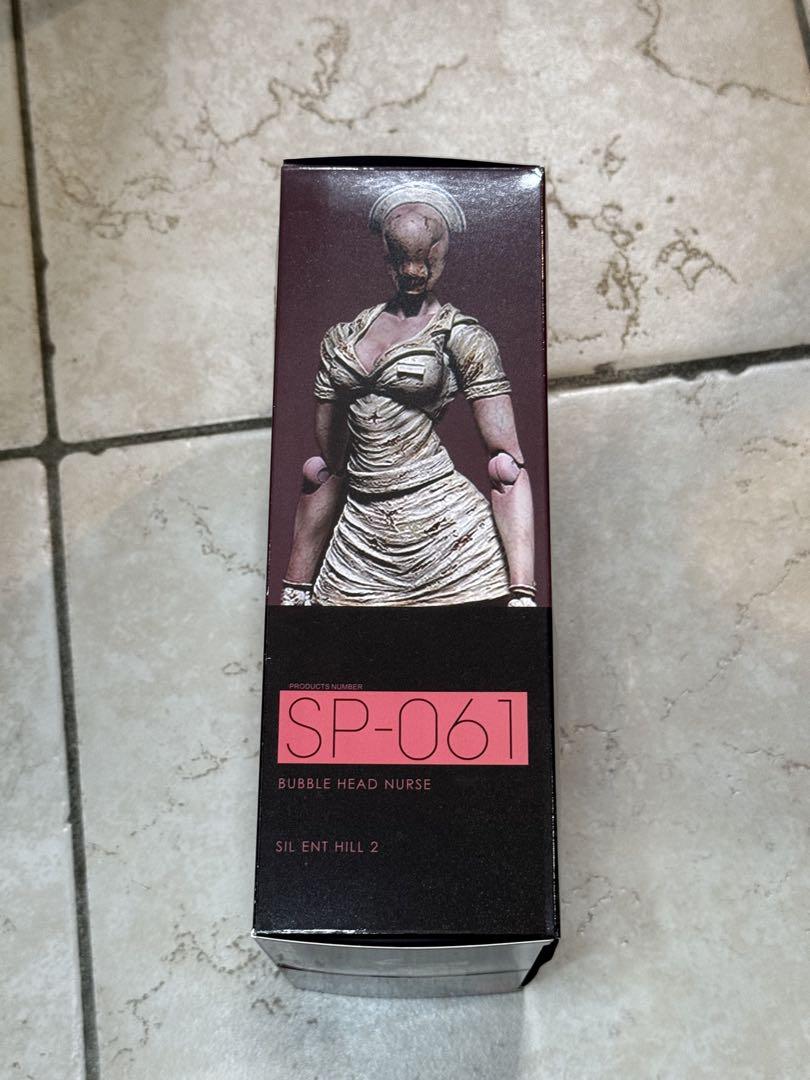 PRODUCTS NUMBER
SP-061
BUBBLE HEAD NURSE
SIL ENT HILL 2